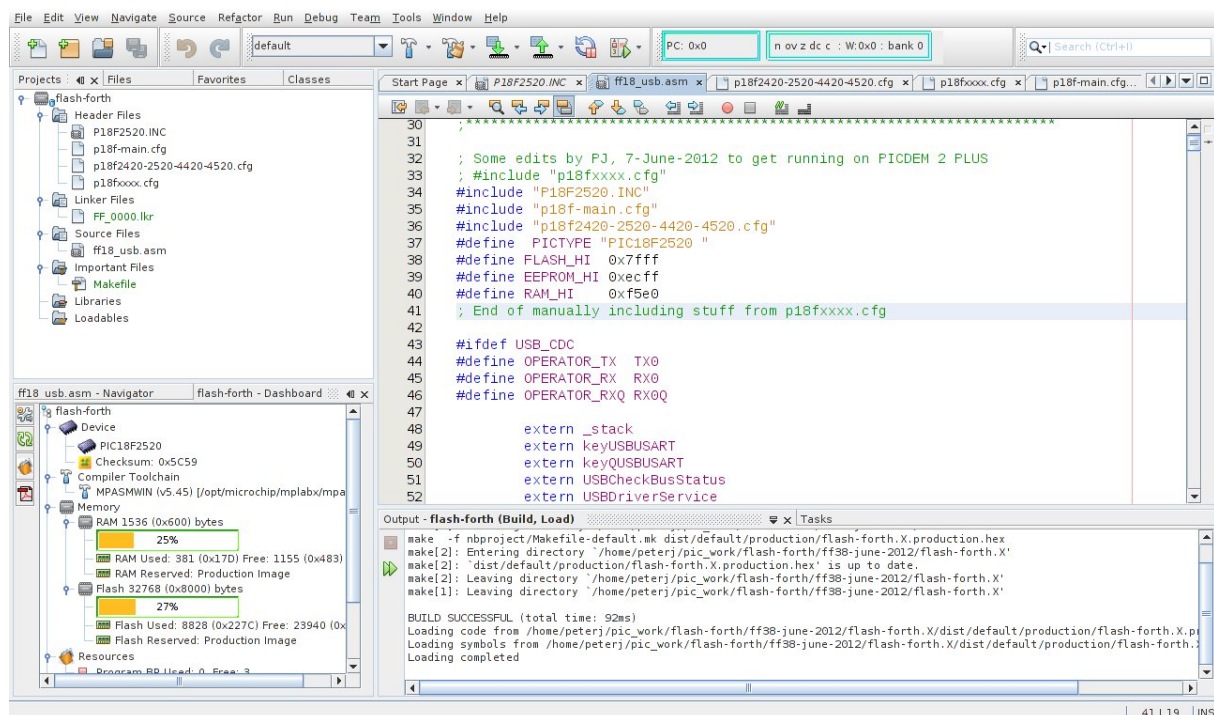 File Edit View Navigate Source Refactor Run Debug Team Tools Window Help
default
PC: 0x0
n ov z dc c : W:0x0 : bank 0
Search (Ctrl+I)
Projects Files Favorites Classes
flash-forth
Header Files
P18F2520.INC
p18f-main.cfg
p18f2420-2520-4420-4520.cfg
p18fxxxx.cfg
Linker Files
FF_0000.lkr
Source Files
ff18_usb.asm
Important Files
Makefile
Libraries
Loadables
ff18_usb.asm - Navigator flash-forth - Dashboard
flash-forth
Device
PIC18F2520
Checksum: 0x5C59
Compiler Toolchain
MPASMWIN (v5.45) [/opt/microchip/mplabx/mpa
Memory
RAM 1536 (0x600) bytes
25%
RAM Used: 381 (0x17D) Free: 1155 (0x483)
RAM Reserved: Production Image
Flash 32768 (0x8000) bytes
27%
Flash Used: 8828 (0x227C) Free: 23940 (0x
Flash Reserved: Production Image
Resources
Program BP Used: 0 Free: 3
Start Page P18F2520.INC ff18_usb.asm p18f2420-2520-4420-4520.cfg p18fxxxx.cfg p18f-main.cfg...
30 ;*************************************************************************
31
32 ; Some edits by PJ, 7-June-2012 to get running on PICDEM 2 PLUS
33 ; #include "p18fxxxx.cfg"
34 #include "P18F2520.INC"
35 #include "p18f-main.cfg"
36 #include "p18f2420-2520-4420-4520.cfg"
37 #define PICTYPE "PIC18F2520 "
38 #define FLASH_HI 0x7fff
39 #define EEPROM_HI 0xecff
40 #define RAM_HI 0xf5e0
41 ; End of manually including stuff from p18fxxxx.cfg
42
43 #ifdef USB_CDC
44 #define OPERATOR_TX TX0
45 #define OPERATOR_RX RX0
46 #define OPERATOR_RXQ RX0Q
47
48 extern _stack
49 extern keyUSBUSART
50 extern keyQUSBUSART
51 extern USBCheckBusStatus
52 extern USBDriverService
Output - flash-forth (Build, Load) Tasks
make -f nbproject/Makefile-default.mk dist/default/production/flash-forth.X.production.hex
make[2]: Entering directory `/home/peterj/pic_work/flash-forth/ff38-june-2012/flash-forth.X'
make[2]: `dist/default/production/flash-forth.X.production.hex' is up to date.
make[2]: Leaving directory `/home/peterj/pic_work/flash-forth/ff38-june-2012/flash-forth.X'
make[1]: Leaving directory `/home/peterj/pic_work/flash-forth/ff38-june-2012/flash-forth.X'
BUILD SUCCESSFUL (total time: 92ms)
Loading code from /home/peterj/pic_work/flash-forth/ff38-june-2012/flash-forth.X/dist/default/production/flash-forth.X.pr
Loading symbols from /home/peterj/pic_work/flash-forth/ff38-june-2012/flash-forth.X/dist/default/production/flash-forth.
Loading completed
41 | 19 INS